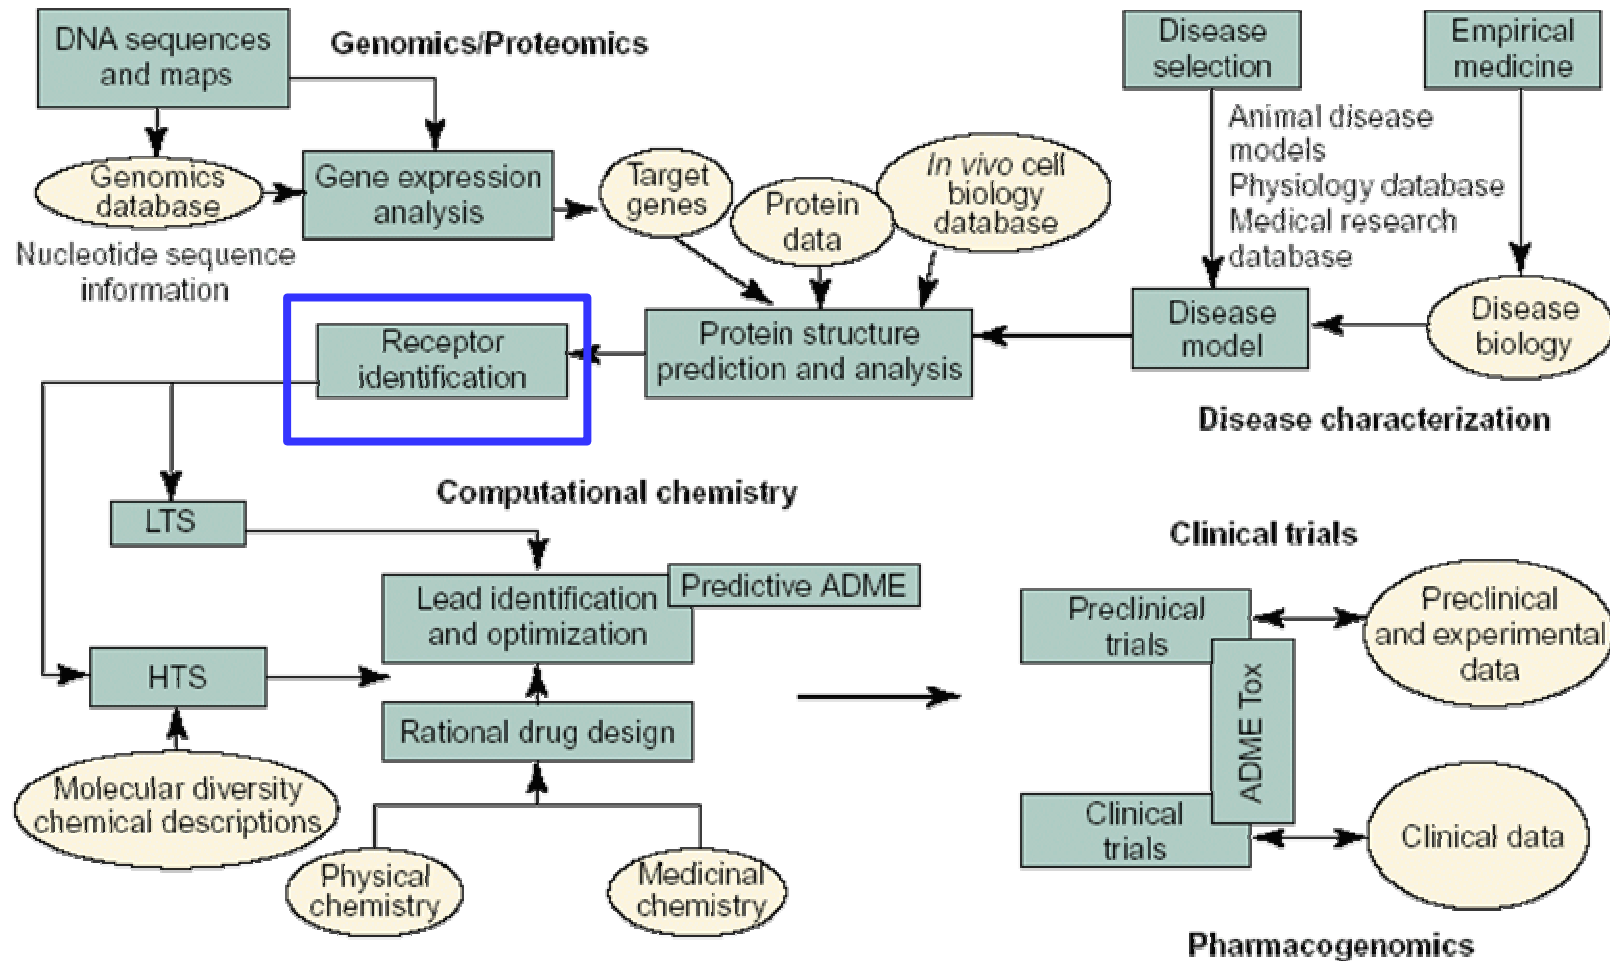 DNA sequences
and maps
Genomics/Proteomics
Disease
selection
Empirical
medicine
Genomics
database
Nucleotide sequence
information
Gene expression
analysis
Target
genes
Protein
data
In vivo cell
biology
database
Animal disease
models
Physiology database
Medical research
database
Receptor
identification
Protein structure
prediction and analysis
Disease
model
Disease
biology
Disease characterization
Computational chemistry
LTS
Lead identification
and optimization
Predictive ADME
HTS
Rational drug design
Molecular diversity
chemical descriptions
Physical
chemistry
Medicinal
chemistry
Clinical trials
Preclinical
trials
Preclinical
and experimental
data
ADME Tox
Clinical
trials
Clinical data
Pharmacogenomics